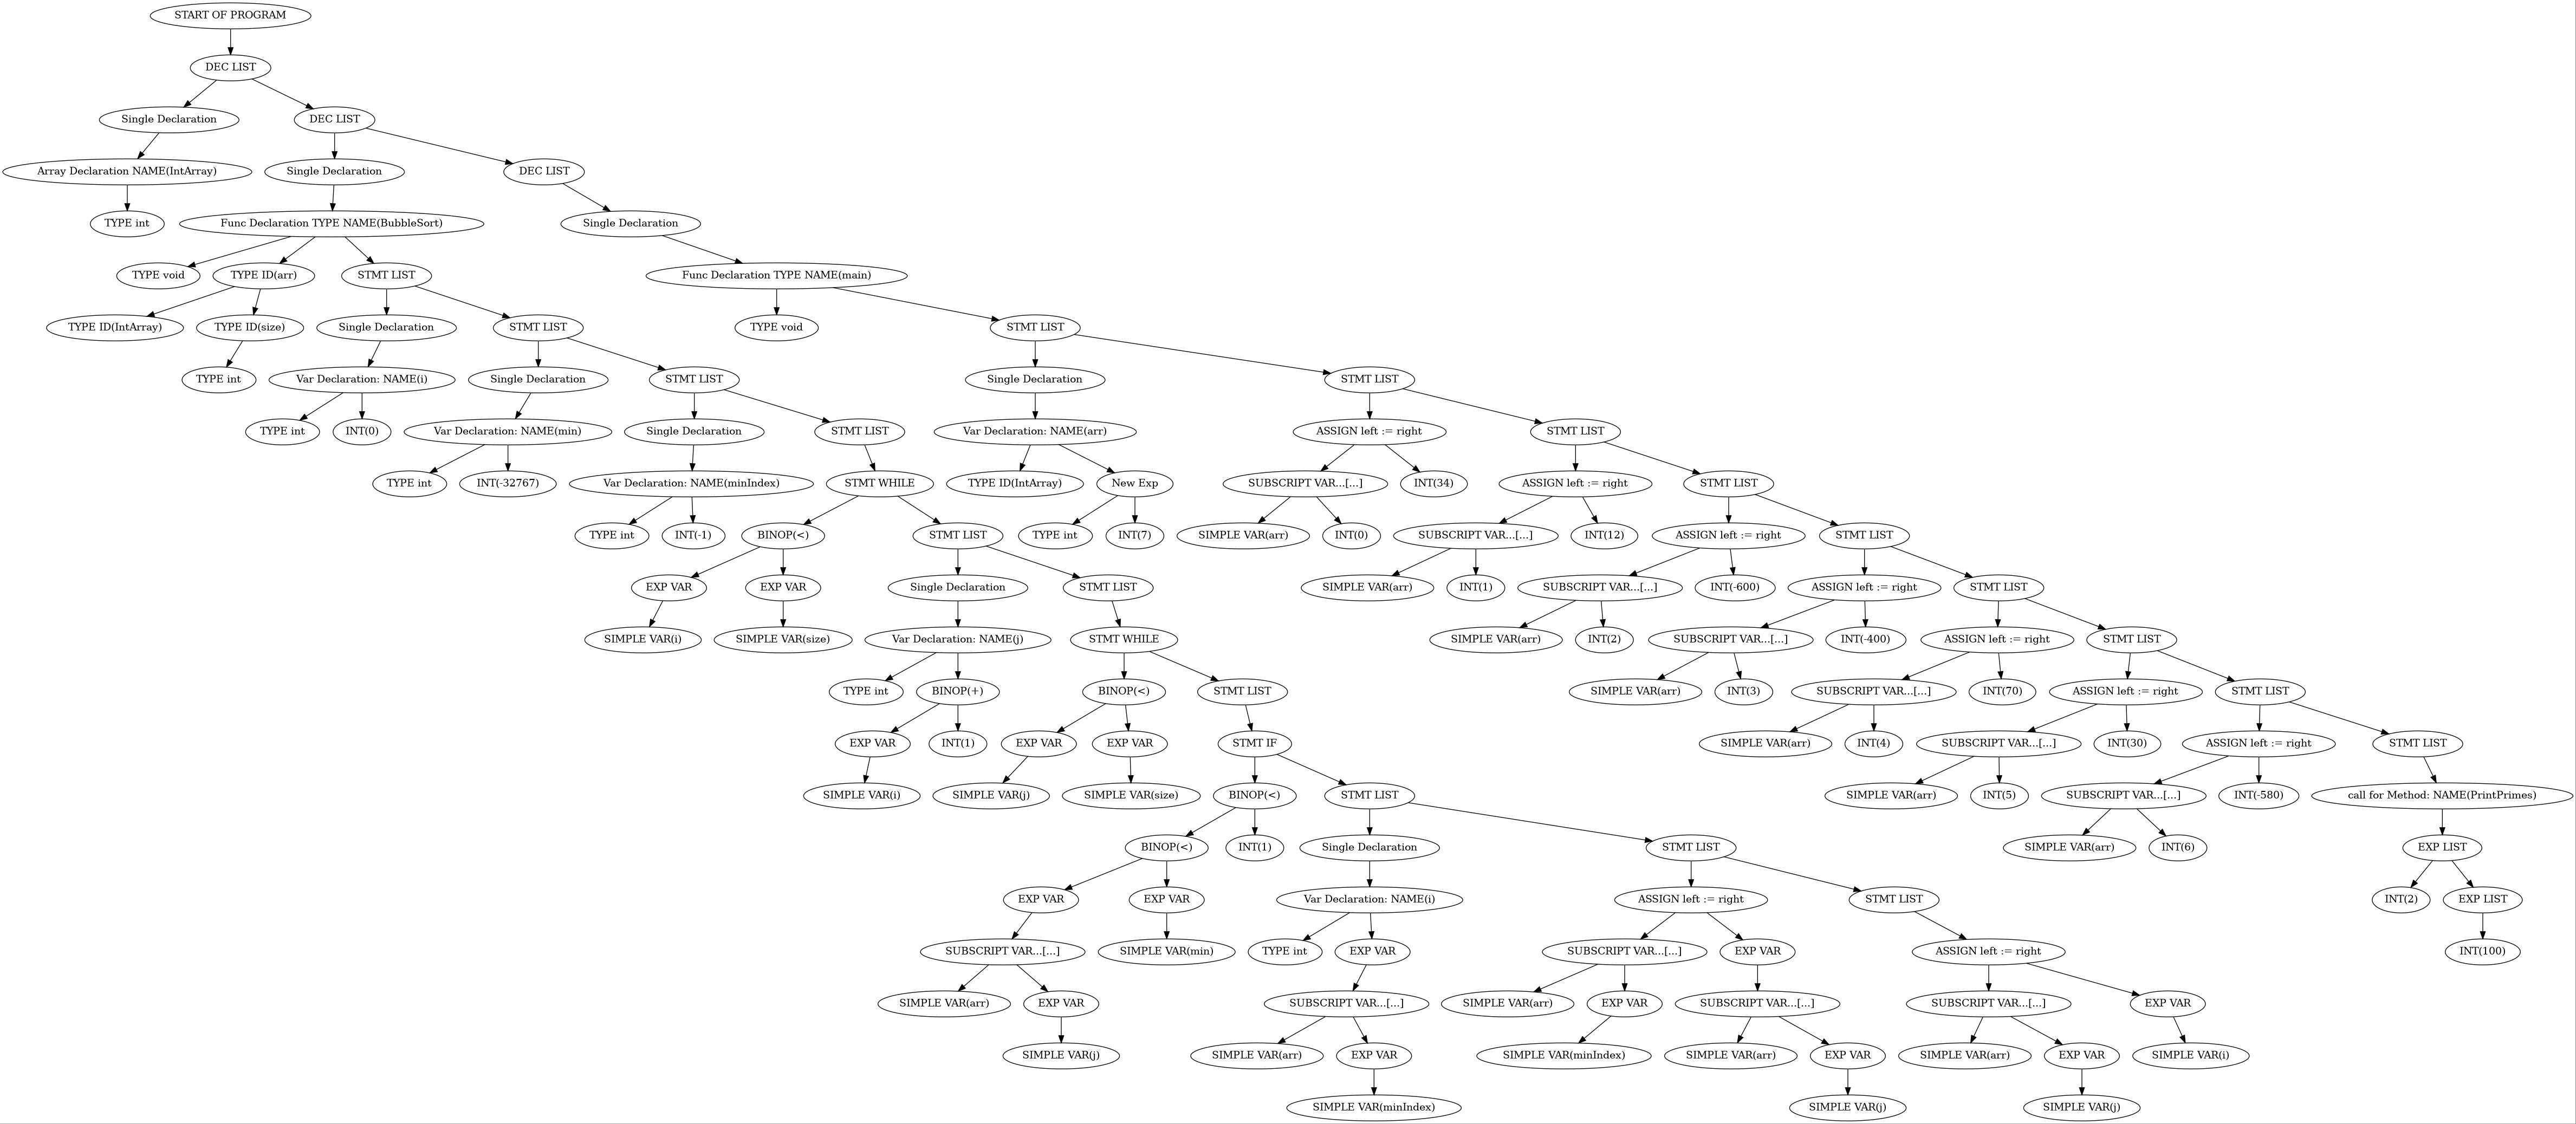 START OF PROGRAM
DEC LIST
Single Declaration
DEC LIST
Array Declaration NAME(IntArray)
Single Declaration
DEC LIST
TYPE int
Func Declaration TYPE NAME(BubbleSort)
Single Declaration
TYPE void
TYPE ID(arr)
STMT LIST
Func Declaration TYPE NAME(main)
TYPE ID(IntArray)
TYPE ID(size)
Single Declaration
STMT LIST
TYPE void
STMT LIST
TYPE int
Var Declaration: NAME(i)
Single Declaration
STMT LIST
Single Declaration
STMT LIST
TYPE int
INT(0)
Var Declaration: NAME(min)
Single Declaration
STMT LIST
Var Declaration: NAME(arr)
ASSIGN left := right
STMT LIST
TYPE int
INT(-32767)
Var Declaration: NAME(minIndex)
STMT WHILE
TYPE ID(IntArray)
New Exp
SUBSCRIPT VAR...[...]
INT(34)
ASSIGN left := right
STMT LIST
TYPE int
INT(-1)
BINOP(<)
STMT LIST
TYPE int
INT(7)
SIMPLE VAR(arr)
INT(0)
SUBSCRIPT VAR...[...]
INT(12)
ASSIGN left := right
STMT LIST
EXP VAR
EXP VAR
Single Declaration
STMT LIST
SIMPLE VAR(arr)
INT(1)
SUBSCRIPT VAR...[...]
INT(-600)
ASSIGN left := right
STMT LIST
SIMPLE VAR(i)
SIMPLE VAR(size)
Var Declaration: NAME(j)
STMT WHILE
SIMPLE VAR(arr)
INT(2)
SUBSCRIPT VAR...[...]
INT(-400)
ASSIGN left := right
STMT LIST
TYPE int
BINOP(+)
BINOP(<)
STMT LIST
SIMPLE VAR(arr)
INT(3)
SUBSCRIPT VAR...[...]
INT(70)
ASSIGN left := right
STMT LIST
EXP VAR
INT(1)
EXP VAR
EXP VAR
STMT IF
SIMPLE VAR(arr)
INT(4)
SUBSCRIPT VAR...[...]
INT(30)
ASSIGN left := right
STMT LIST
SIMPLE VAR(i)
SIMPLE VAR(j)
SIMPLE VAR(size)
BINOP(<)
STMT LIST
SIMPLE VAR(arr)
INT(5)
SUBSCRIPT VAR...[...]
INT(-580)
call for Method: NAME(PrintPrimes)
BINOP(<)
INT(1)
Single Declaration
STMT LIST
SIMPLE VAR(arr)
INT(6)
EXP LIST
EXP VAR
EXP VAR
Var Declaration: NAME(i)
ASSIGN left := right
STMT LIST
INT(2)
EXP LIST
SUBSCRIPT VAR...[...]
SIMPLE VAR(min)
TYPE int
EXP VAR
SUBSCRIPT VAR...[...]
EXP VAR
ASSIGN left := right
INT(100)
SIMPLE VAR(arr)
EXP VAR
SUBSCRIPT VAR...[...]
SIMPLE VAR(arr)
EXP VAR
SUBSCRIPT VAR...[...]
SUBSCRIPT VAR...[...]
EXP VAR
SIMPLE VAR(j)
SIMPLE VAR(arr)
EXP VAR
SIMPLE VAR(minIndex)
SIMPLE VAR(arr)
EXP VAR
SIMPLE VAR(arr)
EXP VAR
SIMPLE VAR(i)
SIMPLE VAR(minIndex)
SIMPLE VAR(j)
SIMPLE VAR(j)